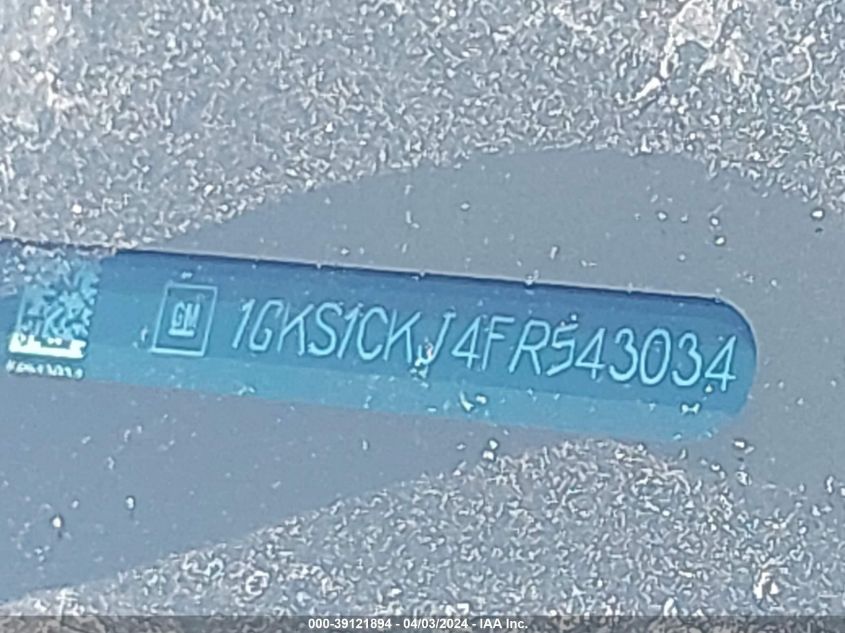 GM 1GKS1CKJ4FR543034
000-39121894 - 04/03/2024 - IAA Inc.